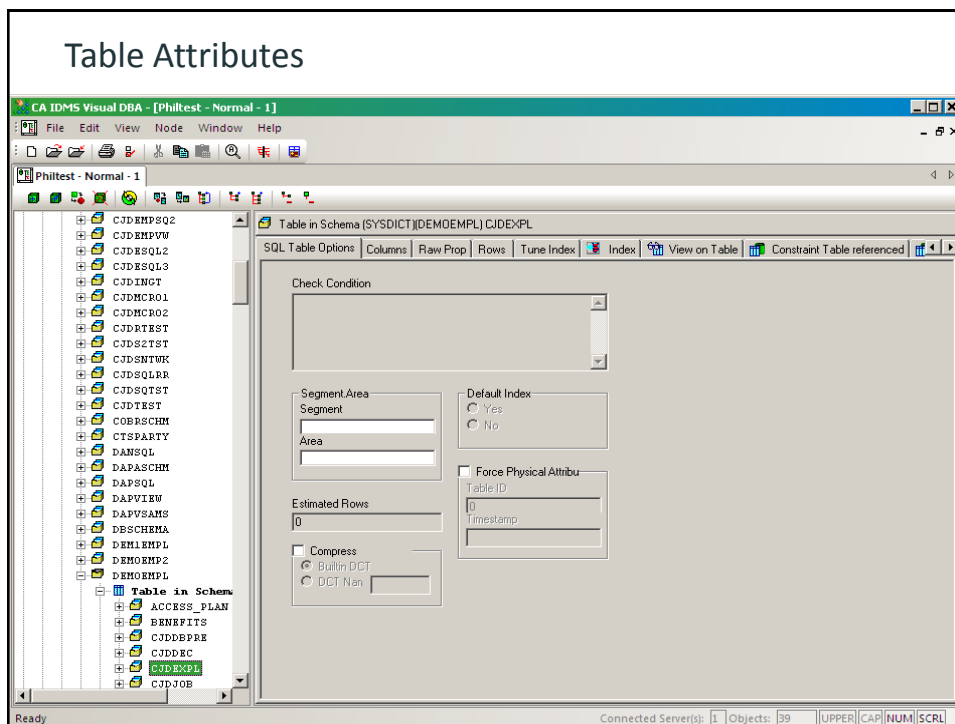 Table Attributes
CA IDMS Visual DBA - [Philtest - Normal - 1]
File Edit View Node Window Help
Philtest - Normal - 1
CJDEMPSQ2
CJDEMPVW
CJDESQL2
CJDESQL3
CJDINGT
CJDMCRO1
CJDMCRO2
CJDRTEST
CJDS2TST
CJDSNTWK
CJDSQLRR
CJDSQTST
CJDTEST
COBRSCHM
CTSPARTY
DANSQL
DAPASCHM
DAPSQL
DAPVIEW
DAPVSAMS
DBSCHEMA
DEM1EMPL
DEMOEMP2
DEMOEMPL
Table in Schema
ACCESS_PLAN
BENEFITS
CJDDBPRE
CJDDEC
CJDEXPL
CJDJOB
Table in Schema [SYSDICT][DEMOEMPL] CJDEXPL
SQL Table Options Columns Raw Prop Rows Tune Index Index View on Table Constraint Table referenced
Check Condition
Segment.Area
Segment
Area
Default Index
Yes
No
Force Physical Attribu
Table ID
0
Timestamp
Estimated Rows
0
Compress
Builtin DCT
DCT Nan
Ready
Connected Server(s): 1 Objects: 39 UPPER CAP NUM SCRL